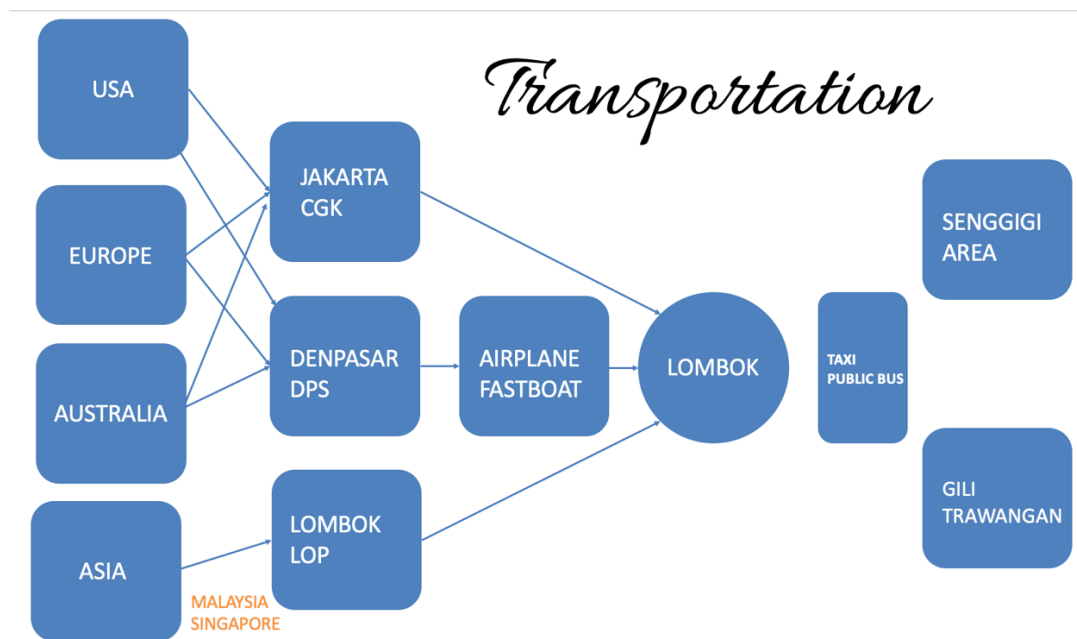 Transportation
USA
EUROPE
AUSTRALIA
ASIA
MALAYSIA
SINGAPORE
JAKARTA
CGK
DENPASAR
DPS
LOMBOK
LOP
AIRPLANE
FASTBOAT
LOMBOK
TAXI
PUBLIC BUS
SENGGIGI
AREA
GILI
TRAWANGAN